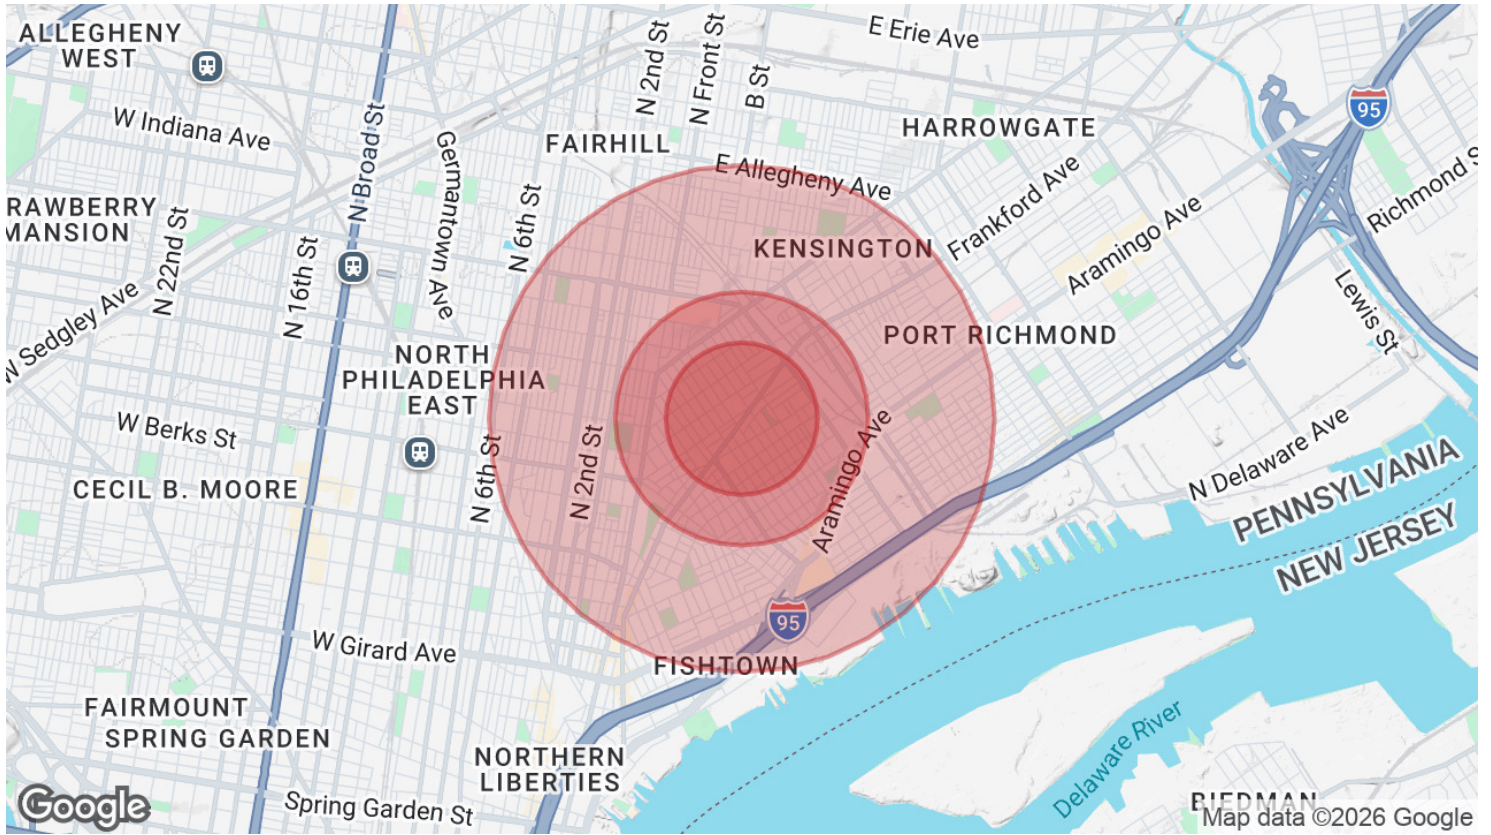 ALLEGHENY
WEST
E Erie Ave
N 2nd St
N Front St
B St
95
W Indiana Ave
N Broad St
Germantown Ave
FAIRHILL
HARROWGATE
E Allegheny Ave
Frankford Ave
Richmond S
RAWBERRY
MANSION
N 22nd St
N 16th St
N 6th St
KENSINGTON
Aramingo Ave
W Sedgley Ave
Lewis St
PORT RICHMOND
NORTH
PHILADELPHIA
EAST
W Berks St
N 6th St
N 2nd St
Aramingo Ave
N Delaware Ave
CECIL B. MOORE
PENNSYLVANIA
NEW JERSEY
95
W Girard Ave
FISHTOWN
FAIRMOUNT
SPRING GARDEN
NORTHERN
LIBERTIES
Delaware River
Spring Garden St
BIEDMAN
Google
Map data ©2026 Google